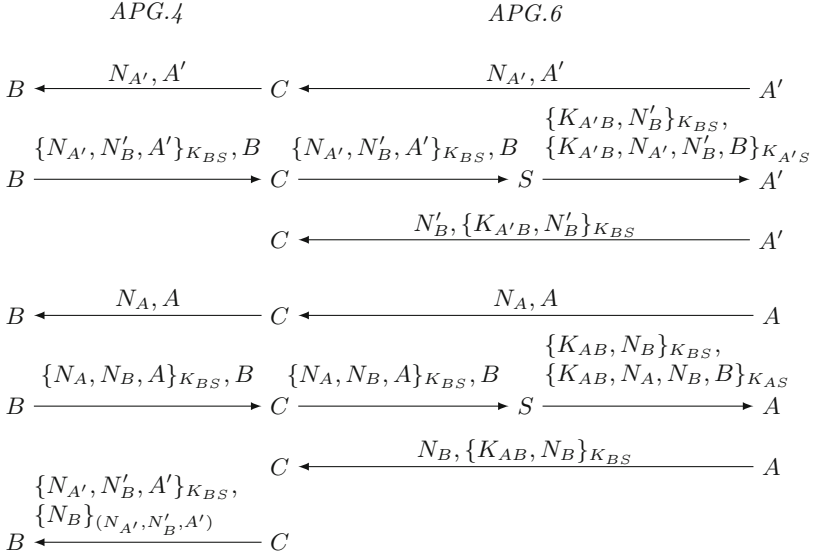 APG.4 APG.6
B N_{A'}, A' C N_{A'}, A' A'
{K_{A'B}, N'_B}_{K_{BS}},
{N_{A'}, N'_B, A'}_{K_{BS}}, B {N_{A'}, N'_B, A'}_{K_{BS}}, B {K_{A'B}, N_{A'}, N'_B, B}_{K_{A'S}}
B C S A'
C N'_B, {K_{A'B}, N'_B}_{K_{BS}} A'
B N_A, A C N_A, A A
{K_{AB}, N_B}_{K_{BS}},
{N_A, N_B, A}_{K_{BS}}, B {N_A, N_B, A}_{K_{BS}}, B {K_{AB}, N_A, N_B, B}_{K_{AS}}
B C S A
C N_B, {K_{AB}, N_B}_{K_{BS}} A
{N_{A'}, N'_B, A'}_{K_{BS}},
{N_B}_{(N_{A'}, N'_B, A')}
B C